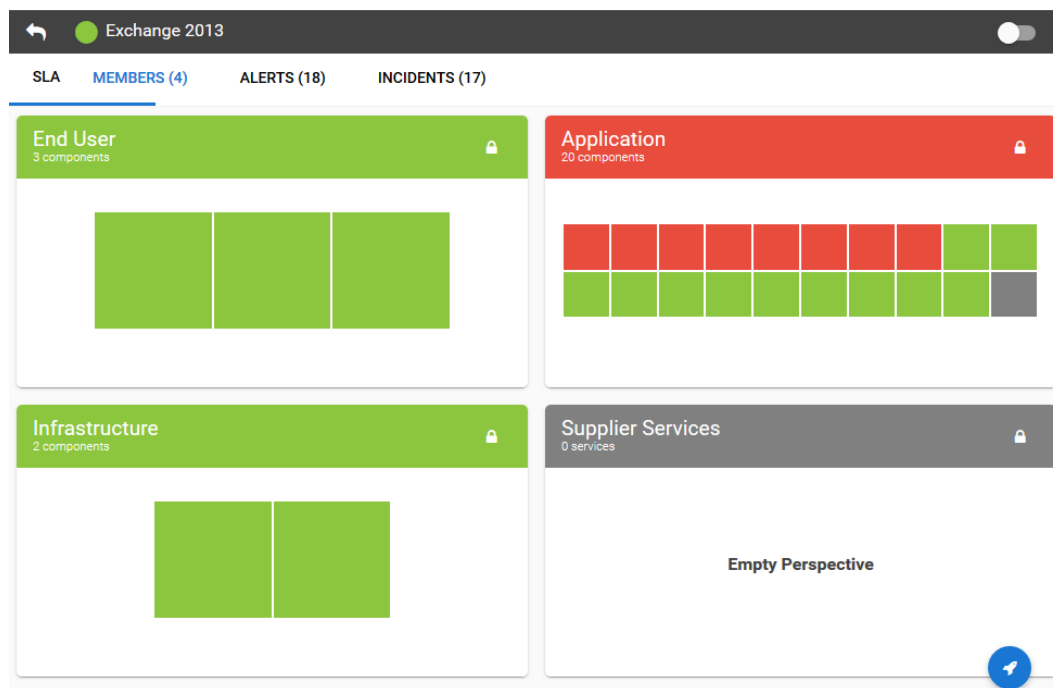 Exchange 2013
SLA MEMBERS (4) ALERTS (18) INCIDENTS (17)
End User
3 components
Application
20 components
Infrastructure
2 components
Supplier Services
0 services
Empty Perspective